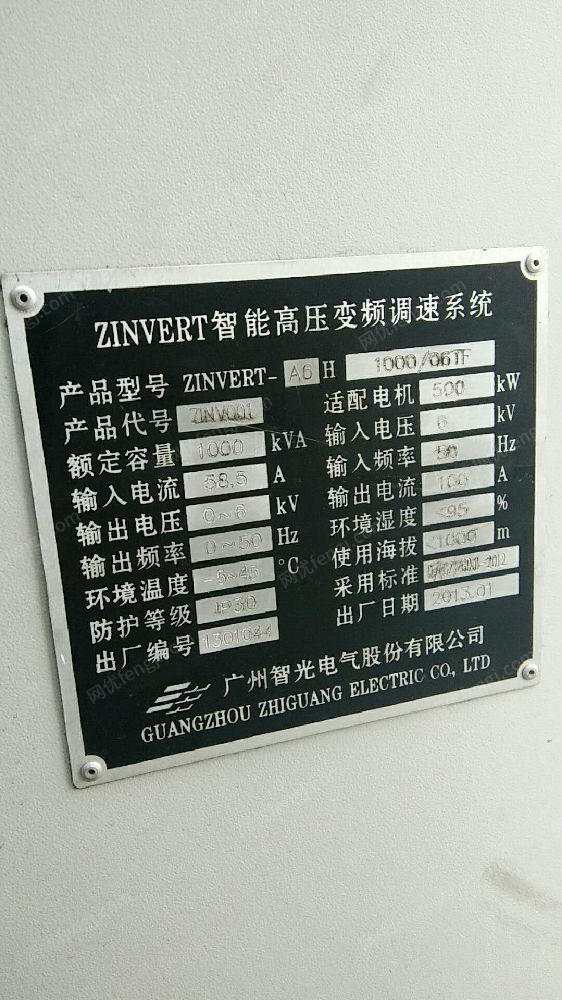 ZINVERT智能高压变频调速系统
产品型号 ZINVERT-A6 H 1000/06TF
产品代号 ZINV001 适配电机 500 kW
额定容量 1000 kVA 输入电压 6 kV
输入电流 58.5 A 输入频率 50 Hz
输出电压 0~6 kV 输出电流 100 A
输出频率 0~50 Hz 环境湿度 <95 %
环境温度 -5~45 °C 使用海拔 <1000 m
防护等级 IP30 采用标准
出厂编号 1301044 出厂日期 2013.01
广州智光电气股份有限公司
GUANGZHOU ZHIGUANG ELECTRIC CO., LTD